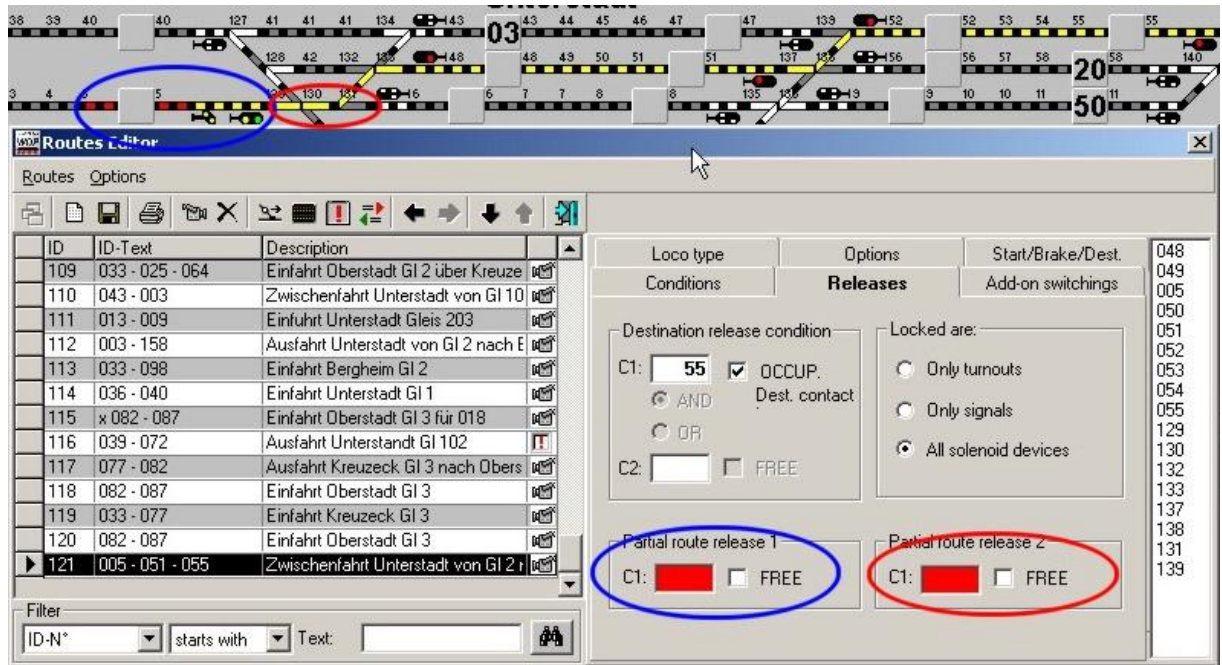 38 39 40 40 127 41 41 41 134 43 03 43 44 45 46 47 47 139 52 52 53 54 55 55
128 42 132 48 48 49 50 51 51 137 138 56 56 57 58 20 58 140
3 4 5 130 6 6 7 8 8 135 9 9 10 10 11 50 11
Routes Editor
Routes Options
ID ID-Text Description
109 033 - 025 - 064 Einfahrt Oberstadt Gl 2 über Kreuze
110 043 - 003 Zwischenfahrt Unterstadt von Gl 10
111 013 - 009 Einfuhrt Unterstadt Gleis 203
112 003 - 158 Ausfahrt Unterstadt von Gl 2 nach E
113 033 - 098 Einfahrt Bergheim Gl 2
114 036 - 040 Einfahrt Unterstadt Gl 1
115 x 082 - 087 Einfahrt Oberstadt Gl 3 für 018
116 039 - 072 Ausfahrt Unterstandt Gl 102
117 077 - 082 Ausfahrt Kreuzeck Gl 3 nach Obers
118 082 - 087 Einfahrt Oberstadt Gl 3
119 033 - 077 Einfahrt Kreuzeck Gl 3
120 082 - 087 Einfahrt Oberstadt Gl 3
121 005 - 051 - 055 Zwischenfahrt Unterstadt von Gl 2
Filter
ID-N° starts with Text:
Loco type Options Start/Brake/Dest.
Conditions Releases Add-on switchings
Destination release condition
C1: 55 OCCUP.
AND Dest. contact
OR
C2: FREE
Locked are:
Only turnouts
Only signals
All solenoid devices
Partial route release 1
C1: FREE
Partial route release 2
C1: FREE
048
049
005
050
051
052
053
054
055
129
130
132
133
137
138
131
139